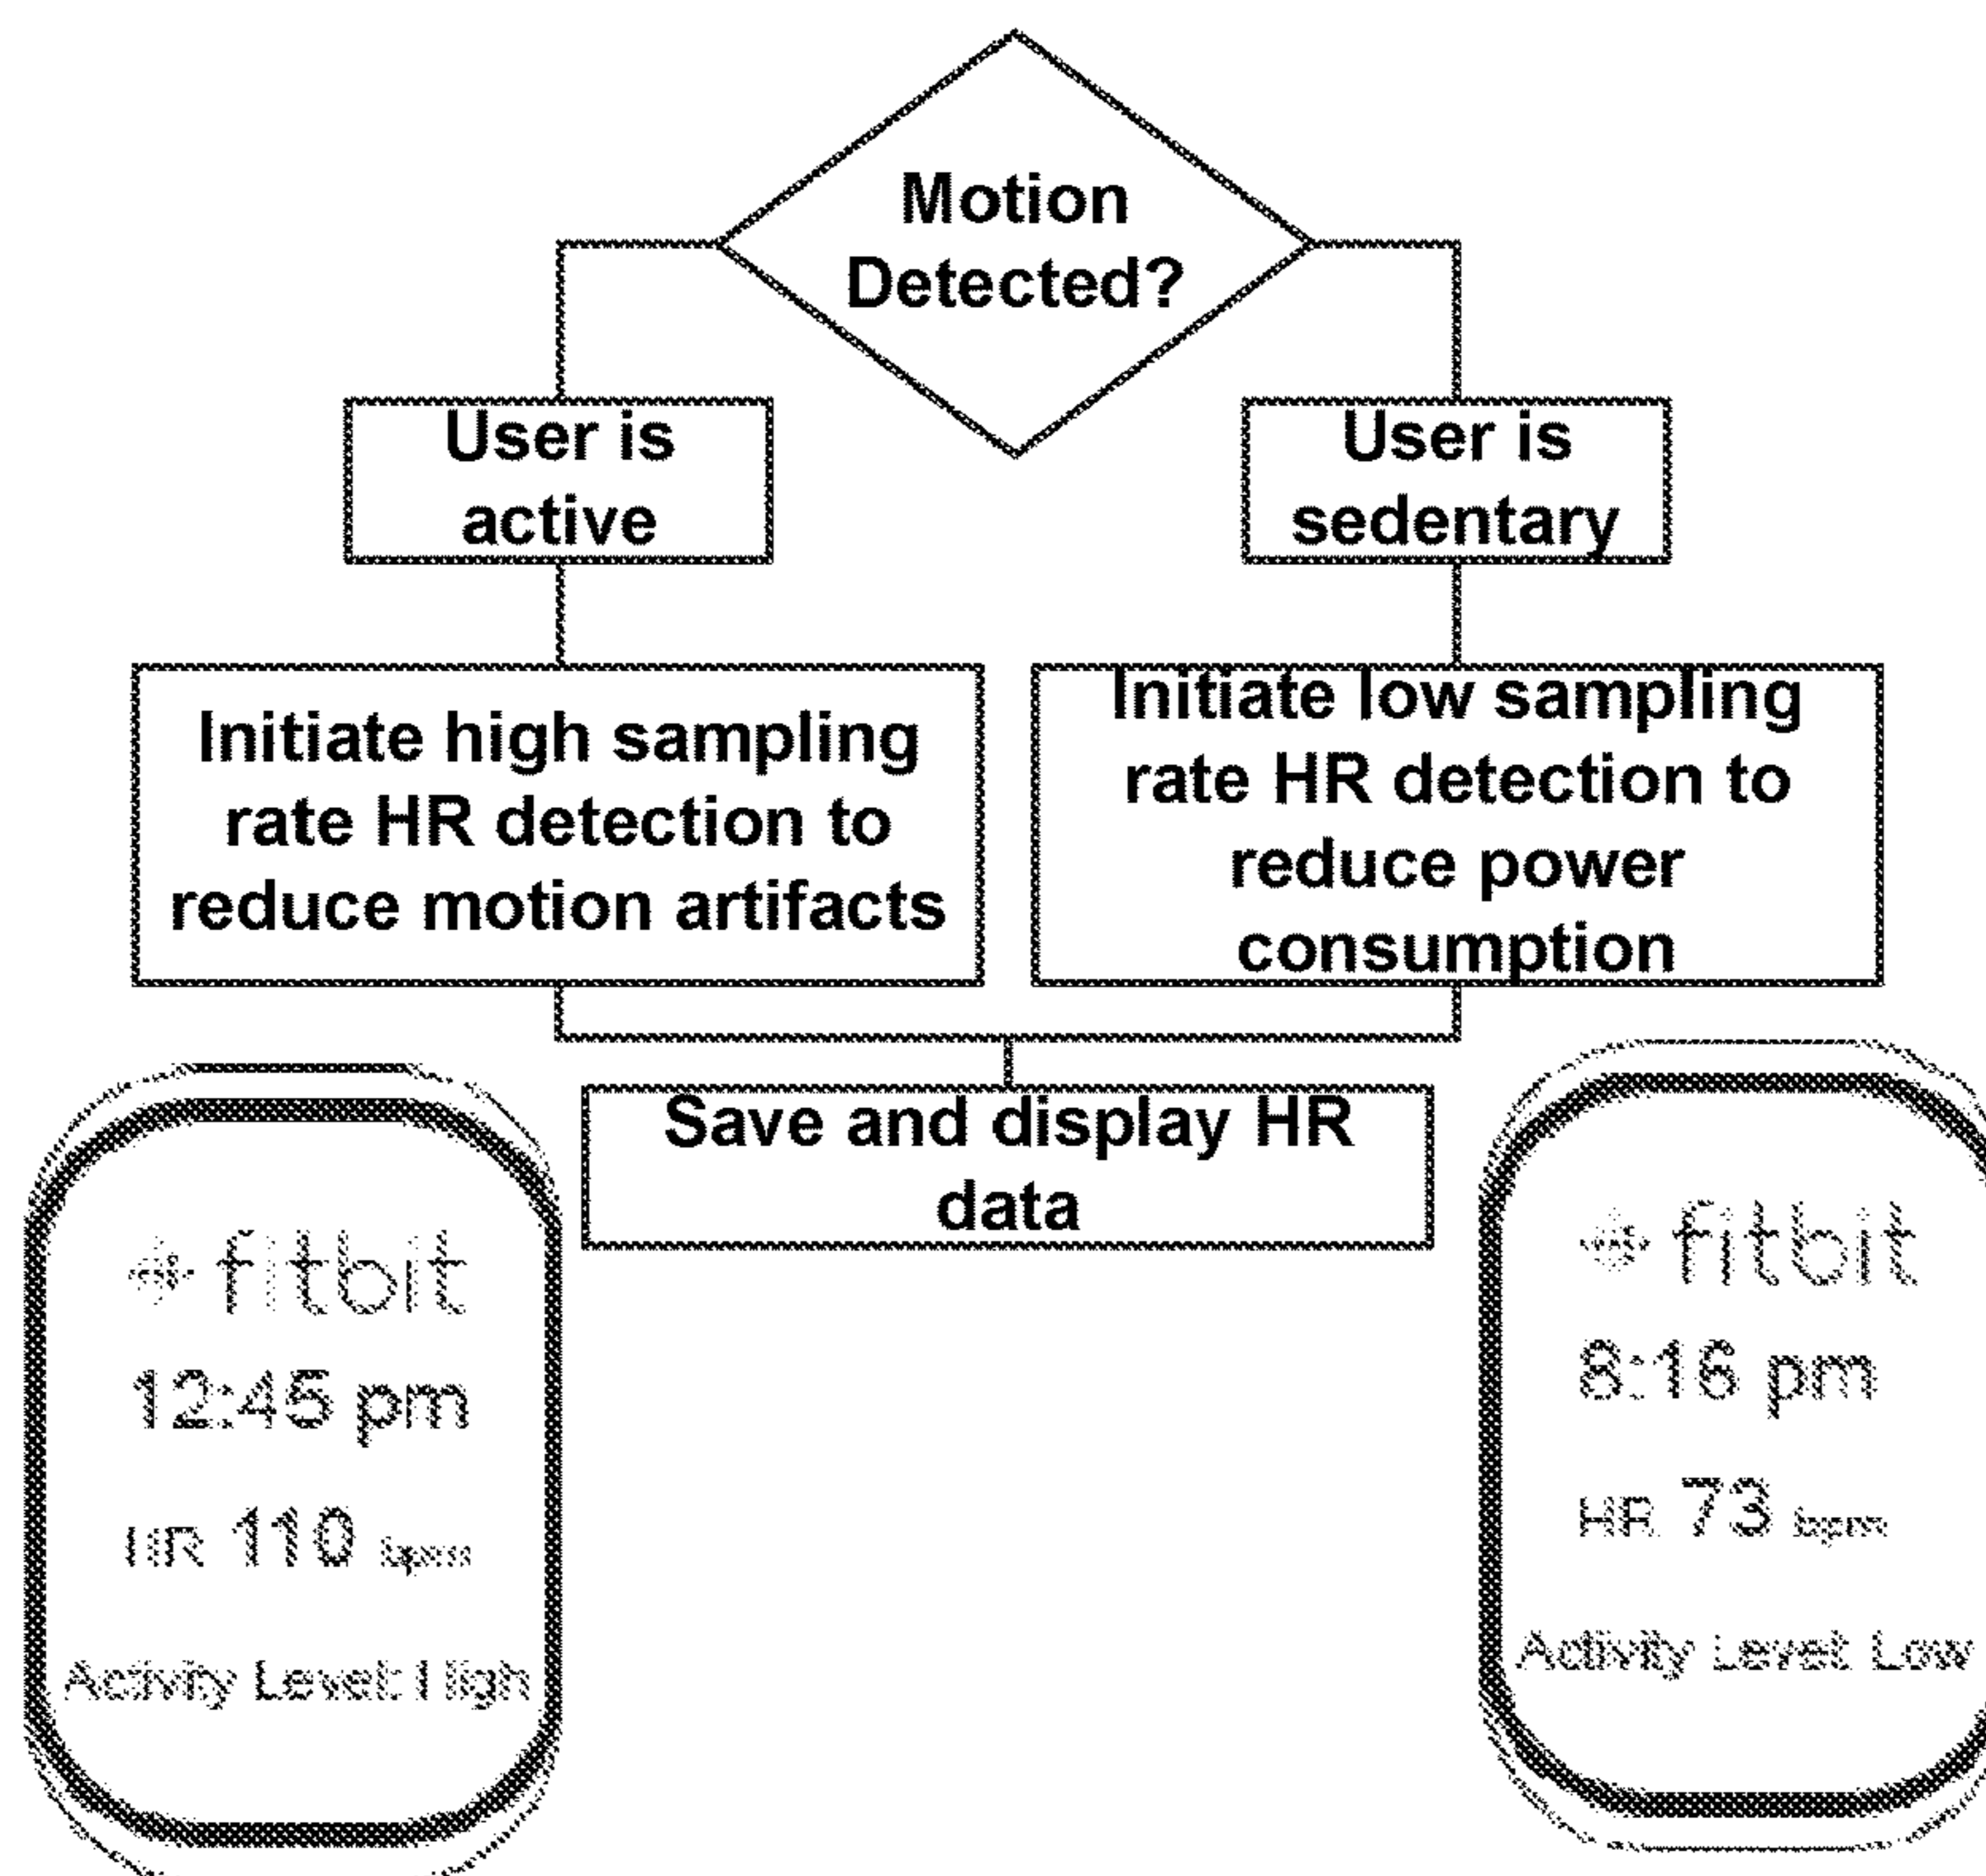 Motion
Detected?
User is
active
User is
sedentary
Initiate high sampling
rate HR detection to
reduce motion artifacts
Initiate low sampling
rate HR detection to
reduce power
consumption
Save and display HR
data
fitbit
12:45 pm
HR 110 bpm
Activity Level: High
fitbit
8:16 pm
HR 73 bpm
Activity Level: Low